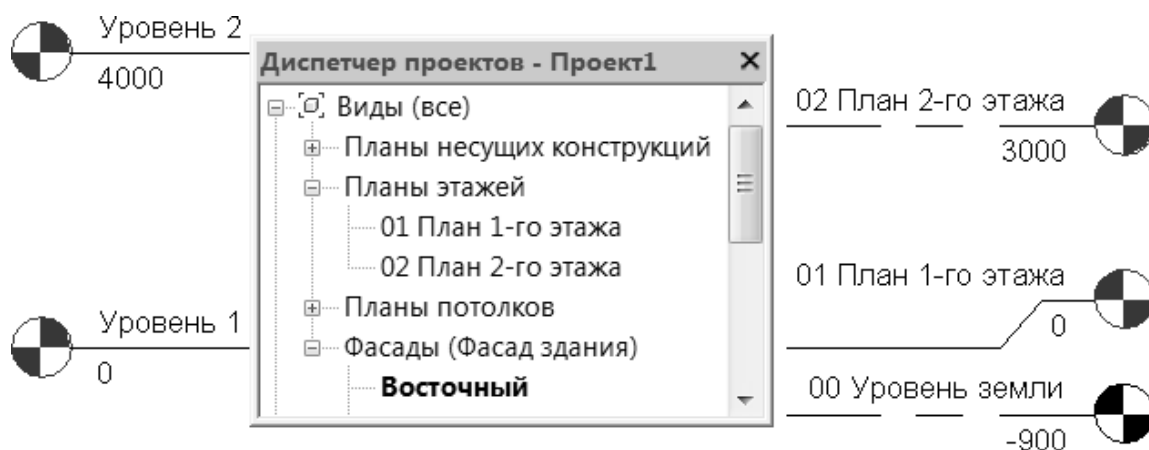 Уровень 2
4000
Уровень 1
0
Диспетчер проектов - Проект1
Виды (все)
Планы несущих конструкций
Планы этажей
01 План 1-го этажа
02 План 2-го этажа
Планы потолков
Фасады (Фасад здания)
Восточный
02 План 2-го этажа
3000
01 План 1-го этажа
0
00 Уровень земли
-900